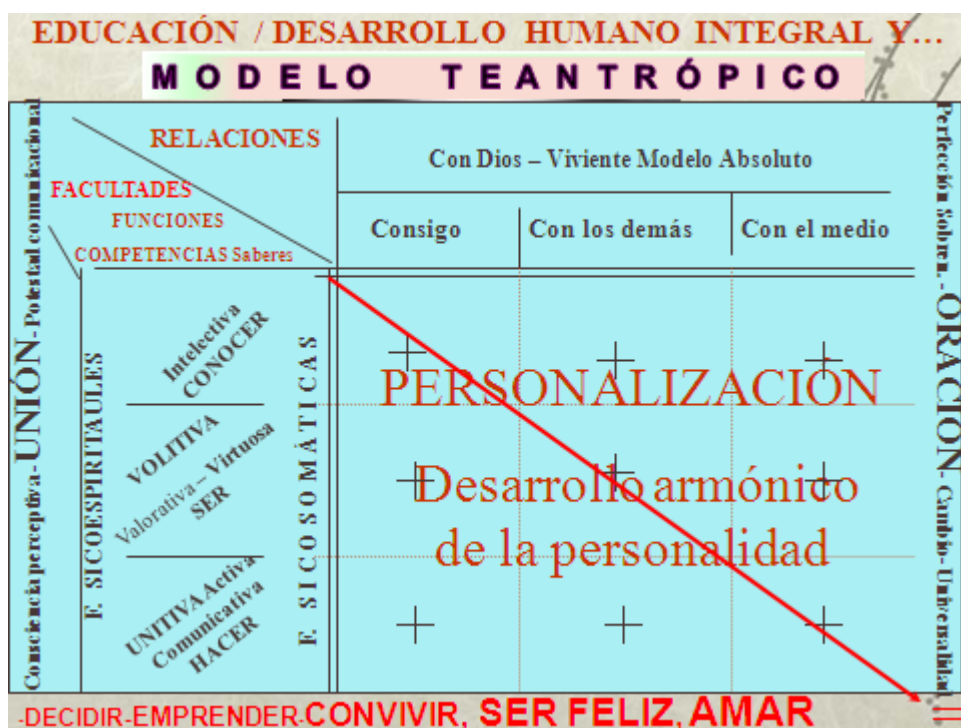 EDUCACIÓN / DESARROLLO HUMANO INTEGRAL Y...
MODELO TEANTRÓPICO
RELACIONES
FACULTADES
FUNCIONES
COMPETENCIAS Saberes
Con Dios – Viviente Modelo Absoluto
Consigo
Con los demás
Con el medio
Consciencia perceptiva - UNIÓN - Potestad comunicacional
F. SICOESPIRITAULES
Intelectiva
CONOCER
VOLITIVA
Valorativa – Virtuosa
SER
UNITIVA Activa-
Comunicativa
HACER
F. SICOSOMÁTICAS
PERSONALIZACIÓN
Desarrollo armónico
de la personalidad
Perfección Sobren. - ORACIÓN - Cambio - Universalidad
-DECIDIR-EMPRENDER-CONVIVIR, SER FELIZ, AMAR